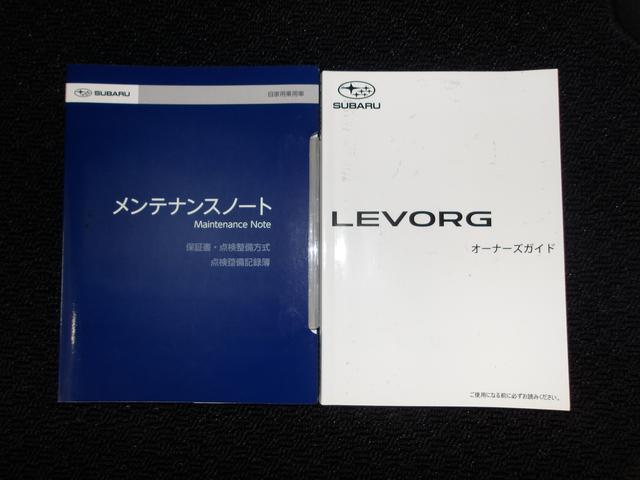 SUBARU
自家用乗用車
メンテナンスノート
Maintenance Note
保証書・点検整備方式
点検整備記録簿
SUBARU
LEVORG
オーナーズガイド
ご使用になる前に必ずお読みください。